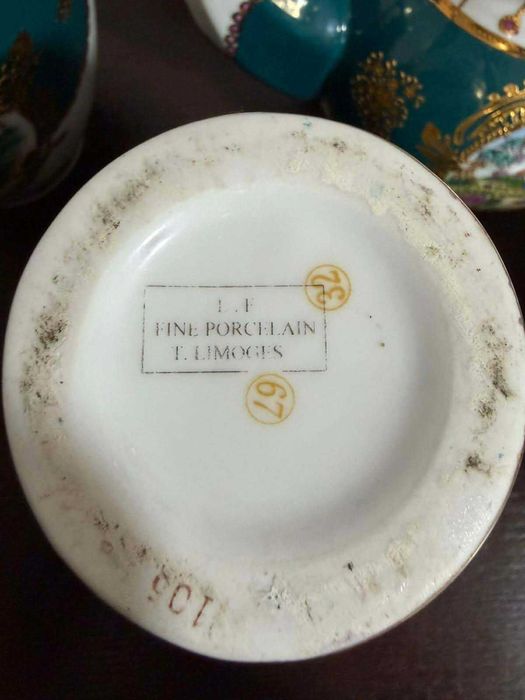 L.F
FINE PORCELAIN
T. LIMOGES
32
67
103